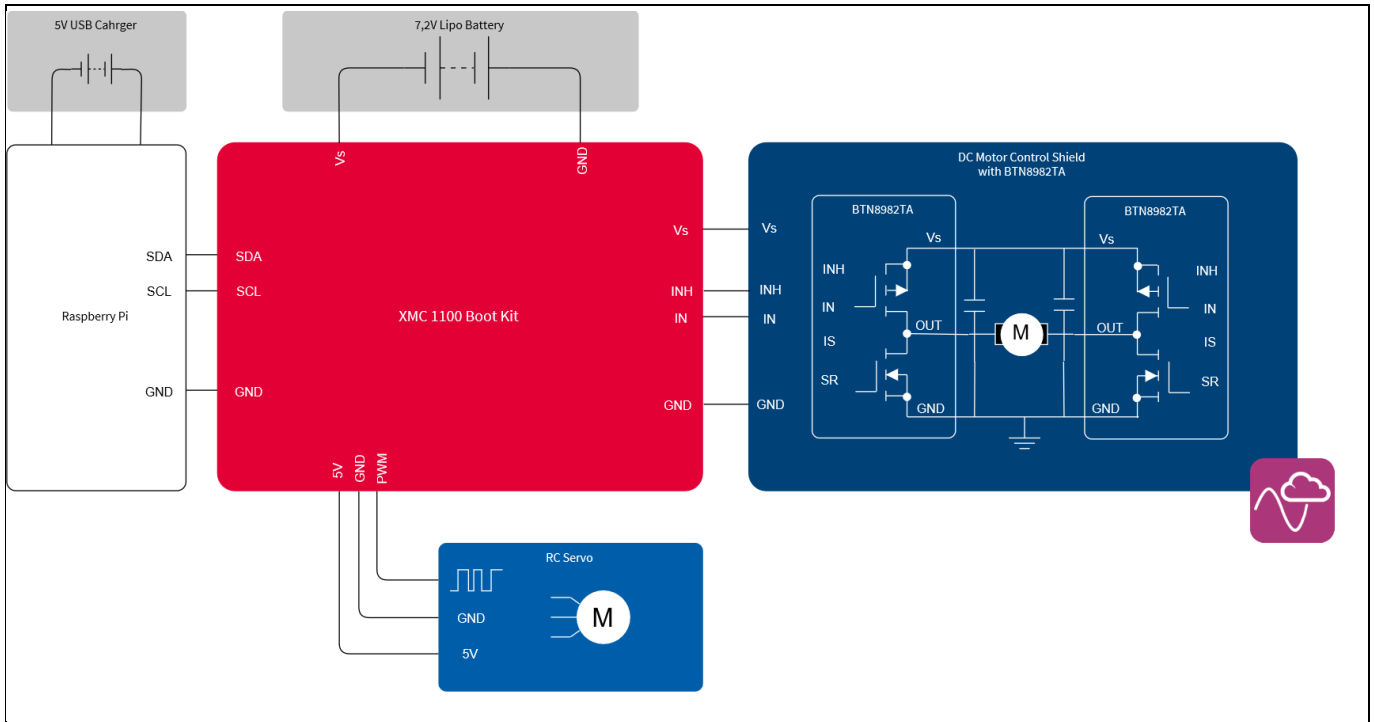 5V USB Cahrger
7,2V Lipo Battery
Vs
GND
DC Motor Control Shield
with BTN8982TA
BTN8982TA
BTN8982TA
Vs
Vs
Vs
Vs
SDA
SDA
INH
INH
SCL
SCL
INH
INH
IN
IN
Raspberry Pi
XMC 1100 Boot Kit
IN
IN
OUT
M
OUT
IS
IS
SR
SR
GND
GND
GND
GND
GND
GND
5V
GND
PWM
RC Servo
M
GND
5V